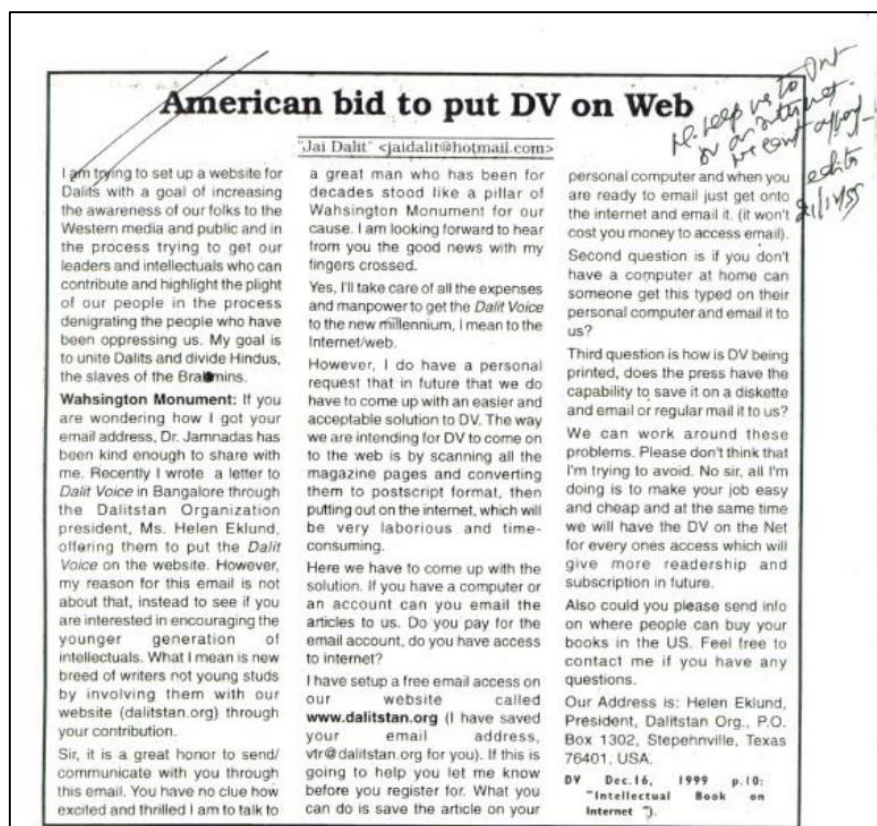 American bid to put DV on Web
"Jai Dalit" <jaidalit@hotmail.com>
I am trying to set up a website for
Dalits with a goal of increasing
the awareness of our folks to the
Western media and public and in
the process trying to get our
leaders and intellectuals who can
contribute and highlight the plight
of our people in the process
denigrating the people who have
been oppressing us. My goal is
to unite Dalits and divide Hindus,
the slaves of the Brahmins.
Wahsington Monument: If you
are wondering how I got your
email address, Dr. Jamnadas has
been kind enough to share with
me. Recently I wrote a letter to
Dalit Voice in Bangalore through
the Dalitstan Organization
president, Ms. Helen Eklund,
offering them to put the Dalit
Voice on the website. However,
my reason for this email is not
about that, instead to see if you
are interested in encouraging the
younger generation of
intellectuals. What I mean is new
breed of writers not young studs
by involving them with our
website (dalitstan.org) through
your contribution.
Sir, it is a great honor to send/
communicate with you through
this email. You have no clue how
excited and thrilled I am to talk to
a great man who has been for
decades stood like a pillar of
Wahsington Monument for our
cause. I am looking forward to hear
from you the good news with my
fingers crossed.
Yes, I'll take care of all the expenses
and manpower to get the Dalit Voice
to the new millennium, I mean to the
Internet/web.
However, I do have a personal
request that in future that we do
have to come up with an easier and
acceptable solution to DV. The way
we are intending for DV to come on
to the web is by scanning all the
magazine pages and converting
them to postscript format, then
putting out on the internet, which will
be very laborious and time-
consuming.
Here we have to come up with the
solution. If you have a computer or
an account can you email the
articles to us. Do you pay for the
email account, do you have access
to internet?
I have setup a free email access on
our website called
www.dalitstan.org (I have saved
your email address,
vtr@dalitstan.org for you). If this is
going to help you let me know
before you register for. What you
can do is save the article on your
personal computer and when you
are ready to email just get onto
the internet and email it. (it won't
cost you money to access email).
Second question is if you don't
have a computer at home can
someone get this typed on their
personal computer and email it to
us?
Third question is how is DV being
printed, does the press have the
capability to save it on a diskette
and email or regular mail it to us?
We can work around these
problems. Please don't think that
I'm trying to avoid. No sir, all I'm
doing is to make your job easy
and cheap and at the same time
we will have the DV on the Net
for every ones access which will
give more readership and
subscription in future.
Also could you please send info
on where people can buy your
books in the US. Feel free to
contact me if you have any
questions.
Our Address is: Helen Eklund,
President, Dalitstan Org., P.O.
Box 1302, Stepehnville, Texas
76401, USA.
DV Dec.16, 1999 p.10:
"Intellectual Book on
Internet ").
help us to put
on internet
we can't